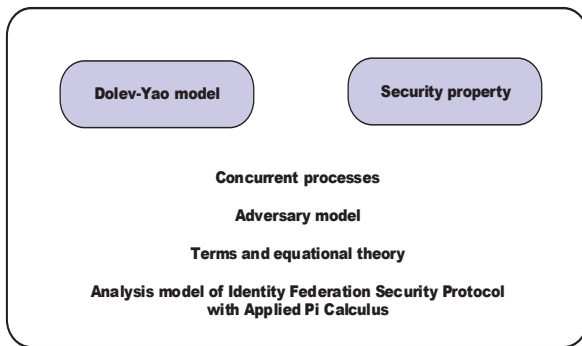 Dolev-Yao model
Security property
Concurrent processes
Adversary model
Terms and equational theory
Analysis model of Identity Federation Security Protocol
with Applied Pi Calculus